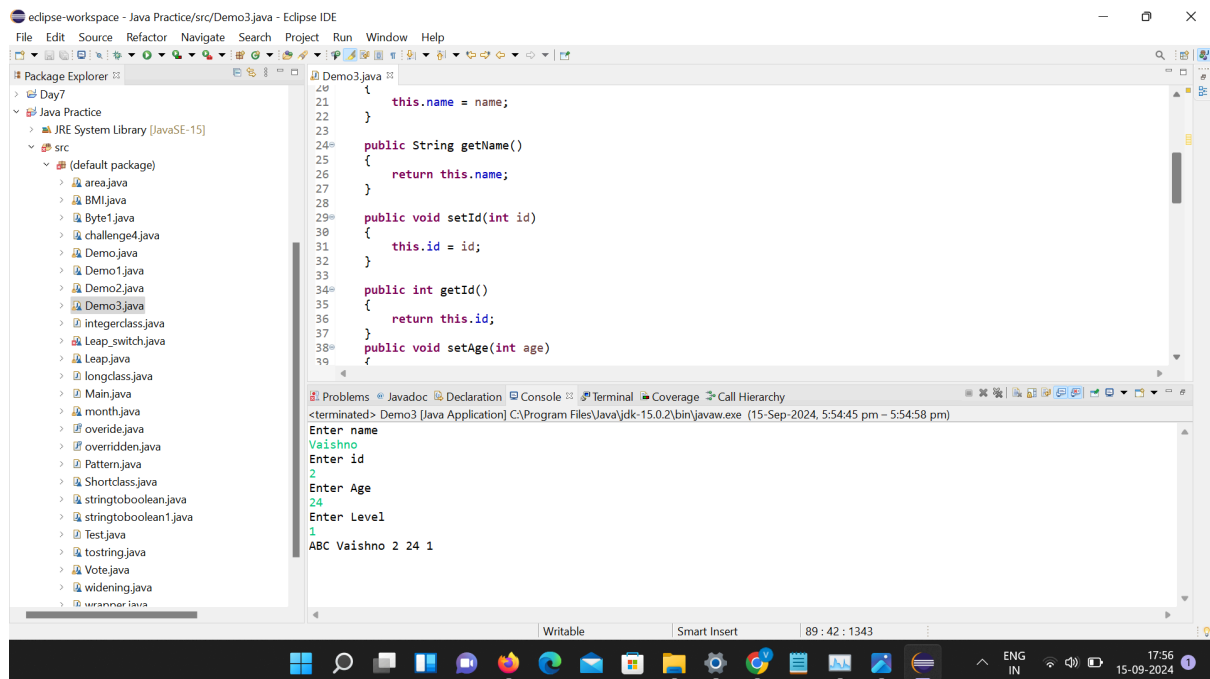 eclipse-workspace - Java Practice/src/Demo3.java - Eclipse IDE
File Edit Source Refactor Navigate Search Project Run Window Help
Package Explorer
Day7
Java Practice
JRE System Library [JavaSE-15]
src
(default package)
area.java
BMI.java
Byte1.java
challenge4.java
Demo.java
Demo1.java
Demo2.java
Demo3.java
integerclass.java
Leap_switch.java
Leap.java
longclass.java
Main.java
month.java
overide.java
overridden.java
Pattern.java
Shortclass.java
stringtoboolean.java
stringtoboolean1.java
Test.java
tostring.java
Vote.java
widening.java
wrapper.java
Demo3.java
20 {
21 this.name = name;
22 }
23
24 public String getName()
25 {
26 return this.name;
27 }
28
29 public void setId(int id)
30 {
31 this.id = id;
32 }
33
34 public int getId()
35 {
36 return this.id;
37 }
38 public void setAge(int age)
39 {
Problems Javadoc Declaration Console Terminal Coverage Call Hierarchy
<terminated> Demo3 [Java Application] C:\Program Files\Java\jdk-15.0.2\bin\javaw.exe (15-Sep-2024, 5:54:45 pm – 5:54:58 pm)
Enter name
Vaishno
Enter id
2
Enter Age
24
Enter Level
1
ABC Vaishno 2 24 1
Writable Smart Insert 89 : 42 : 1343
V
ENG
IN
17:56
15-09-2024
1